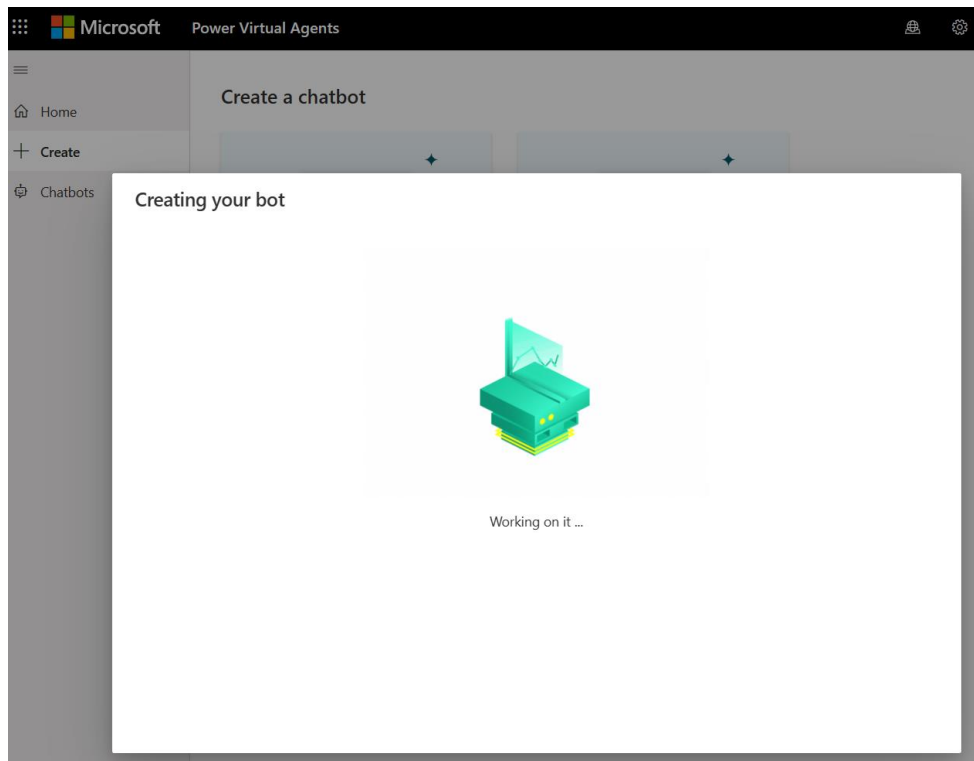 Microsoft Power Virtual Agents
Home
Create
Chatbots
Create a chatbot
Creating your bot
Working on it ...